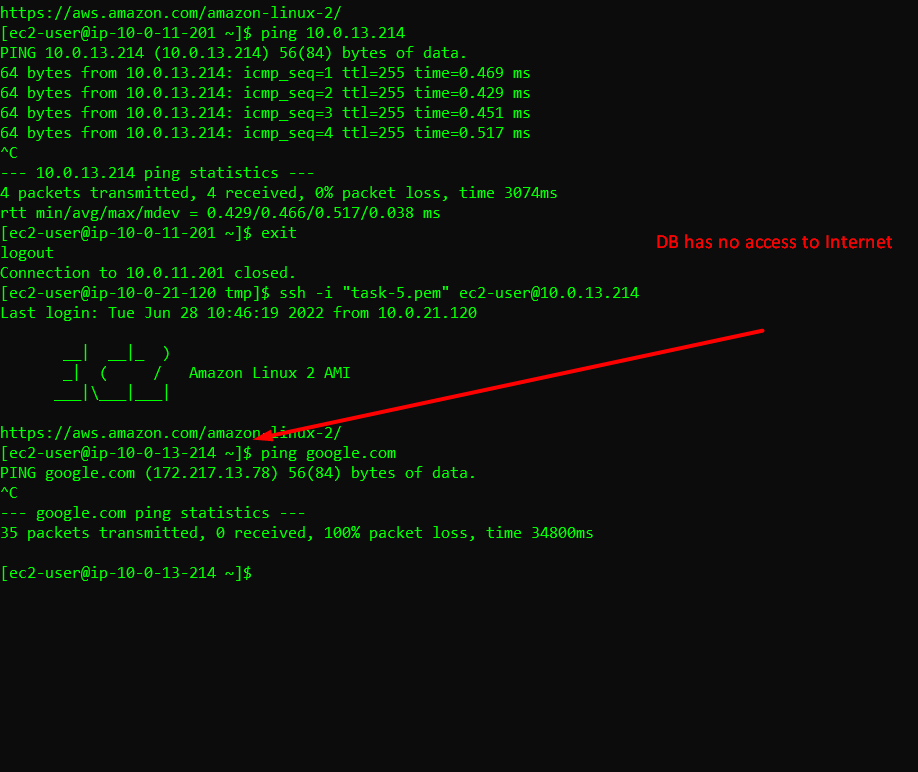 https://aws.amazon.com/amazon-linux-2/
[ec2-user@ip-10-0-11-201 ~]$ ping 10.0.13.214
PING 10.0.13.214 (10.0.13.214) 56(84) bytes of data.
64 bytes from 10.0.13.214: icmp_seq=1 ttl=255 time=0.469 ms
64 bytes from 10.0.13.214: icmp_seq=2 ttl=255 time=0.429 ms
64 bytes from 10.0.13.214: icmp_seq=3 ttl=255 time=0.451 ms
64 bytes from 10.0.13.214: icmp_seq=4 ttl=255 time=0.517 ms
^C
--- 10.0.13.214 ping statistics ---
4 packets transmitted, 4 received, 0% packet loss, time 3074ms
rtt min/avg/max/mdev = 0.429/0.466/0.517/0.038 ms
[ec2-user@ip-10-0-11-201 ~]$ exit
DB has no access to Internet
logout
Connection to 10.0.11.201 closed.
[ec2-user@ip-10-0-21-120 tmp]$ ssh -i "task-5.pem" ec2-user@10.0.13.214
Last login: Tue Jun 28 10:46:19 2022 from 10.0.21.120
       __|  __|_  )
       _|  (     /   Amazon Linux 2 AMI
      ___|\___|___|
https://aws.amazon.com/amazon-linux-2/
[ec2-user@ip-10-0-13-214 ~]$ ping google.com
PING google.com (172.217.13.78) 56(84) bytes of data.
^C
--- google.com ping statistics ---
35 packets transmitted, 0 received, 100% packet loss, time 34800ms
[ec2-user@ip-10-0-13-214 ~]$